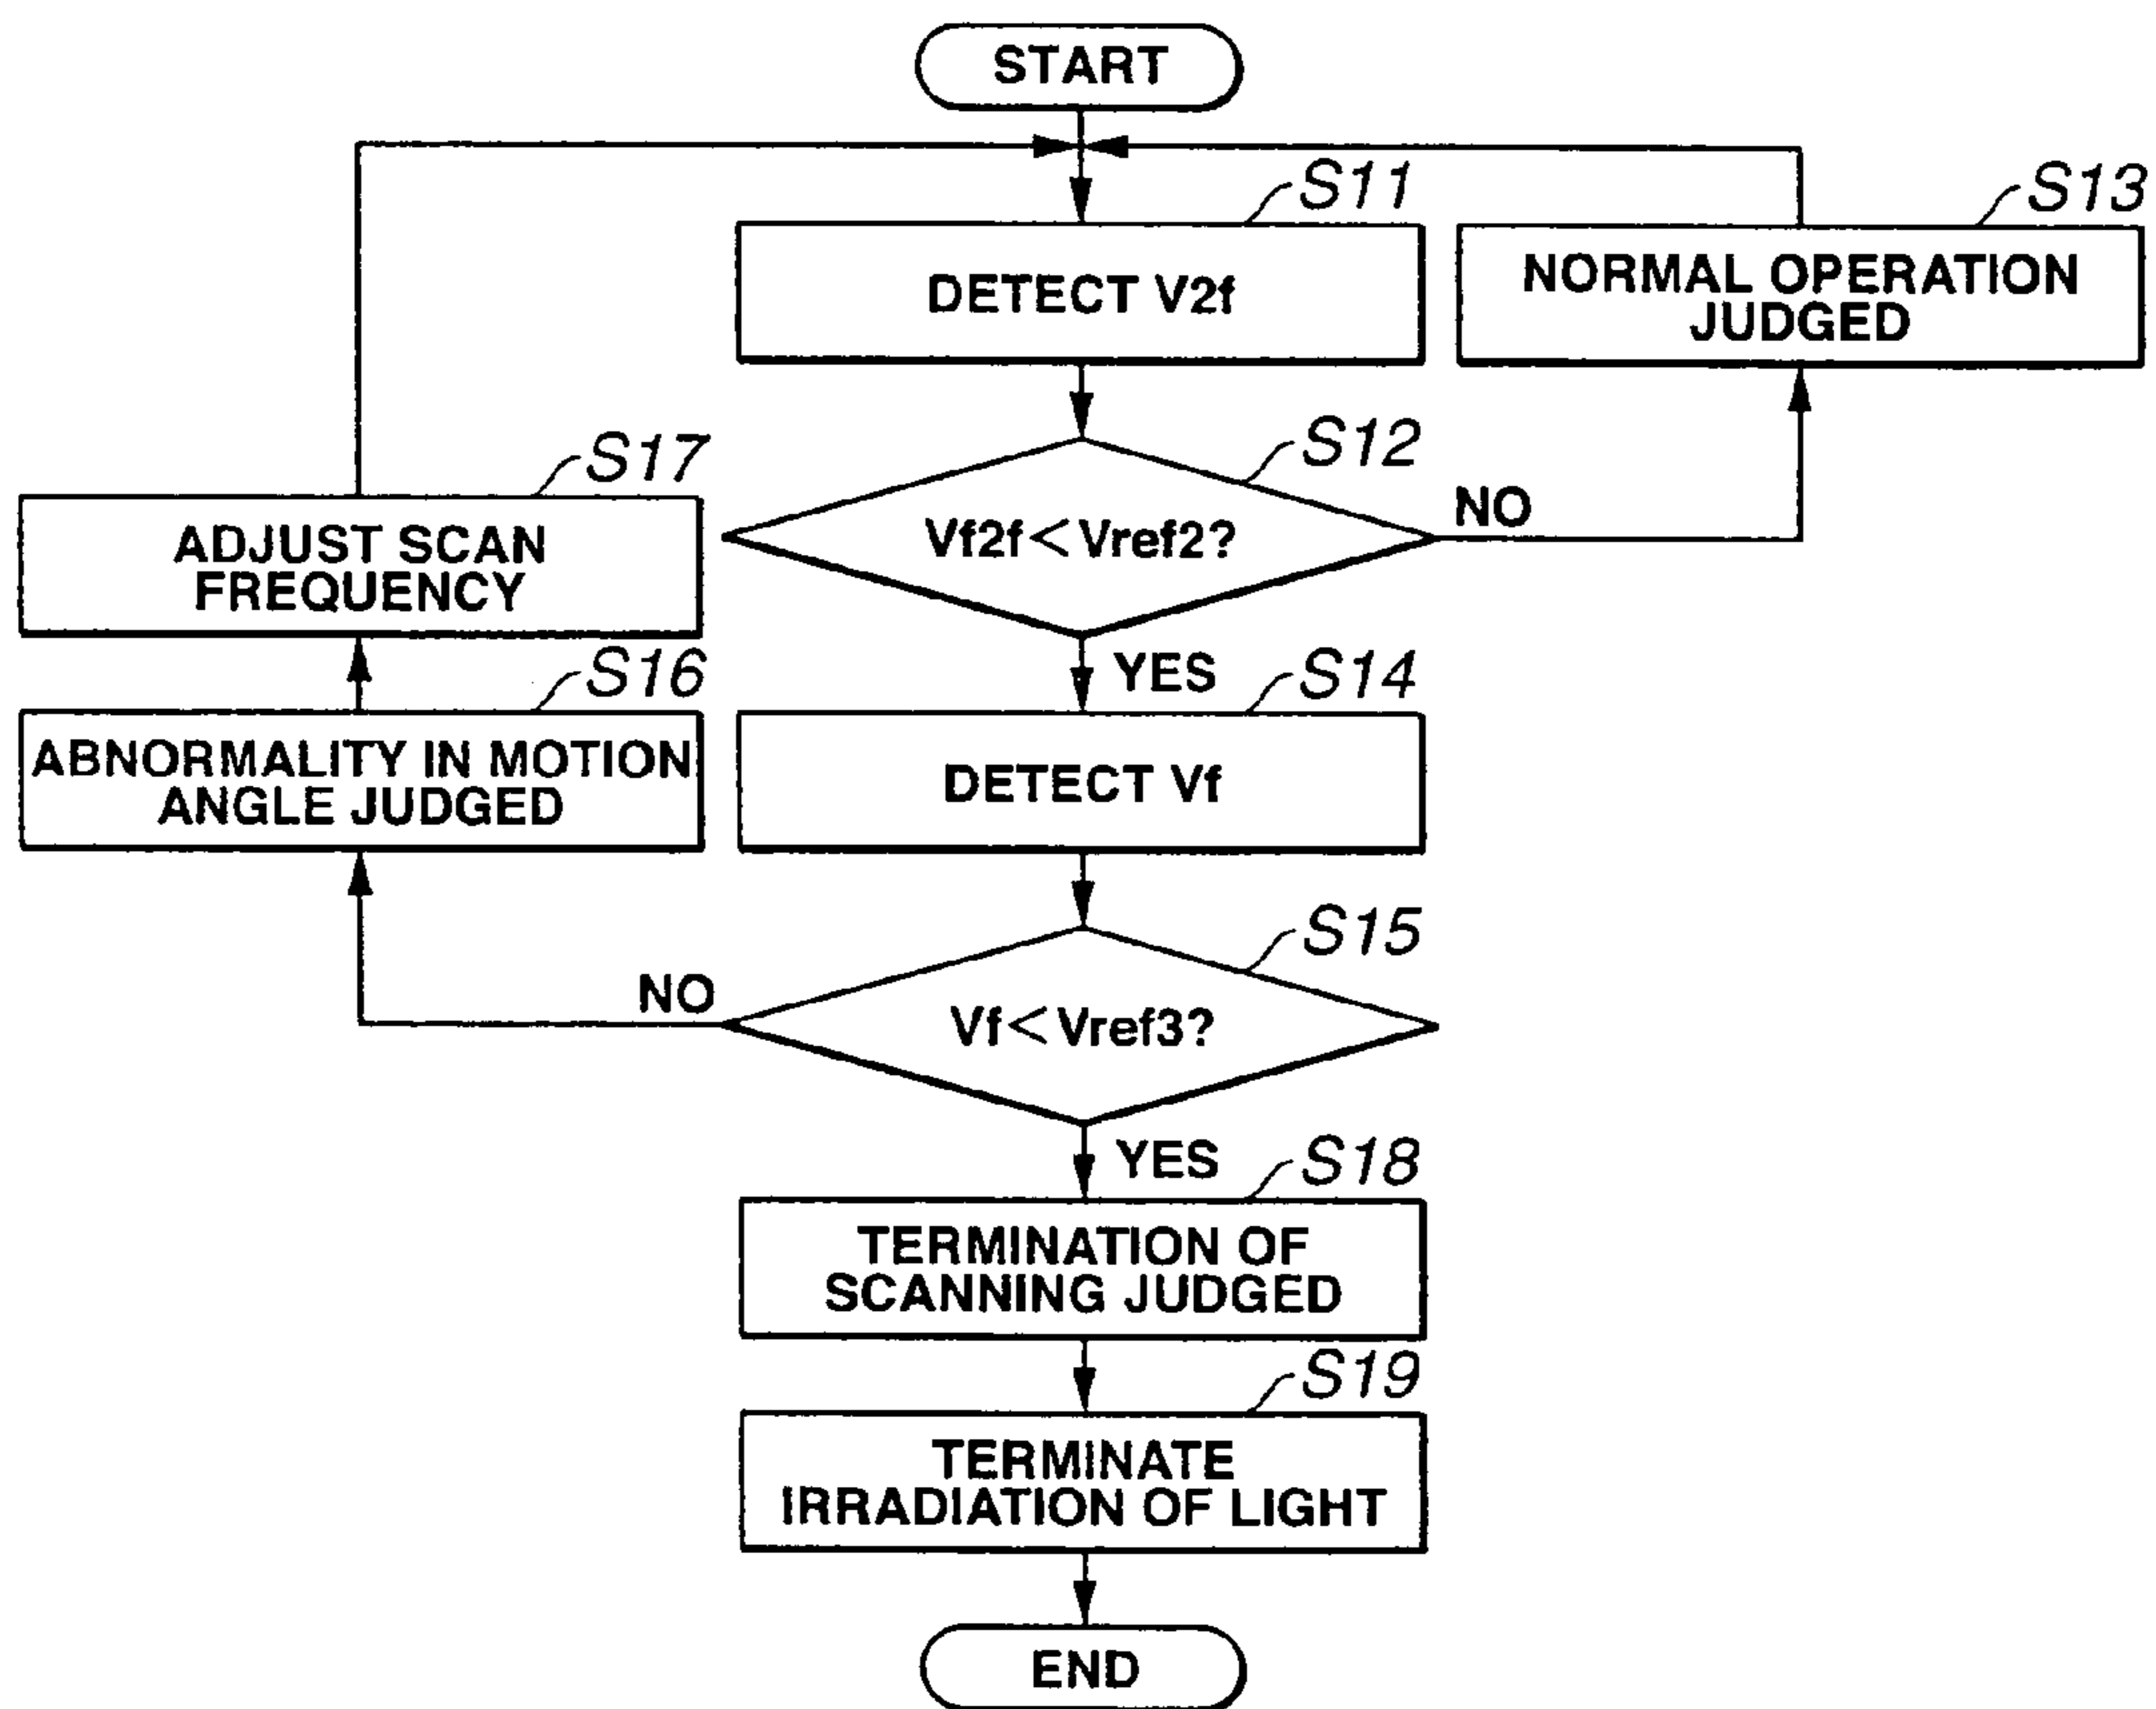 START
S11
DETECT V2f
S13
NORMAL OPERATION
JUDGED
S12
Vf2f<Vref2?
NO
YES
S17
ADJUST SCAN
FREQUENCY
S16
ABNORMALITY IN MOTION
ANGLE JUDGED
S14
DETECT Vf
S15
Vf<Vref3?
NO
YES
S18
TERMINATION OF
SCANNING JUDGED
S19
TERMINATE
IRRADIATION OF LIGHT
END